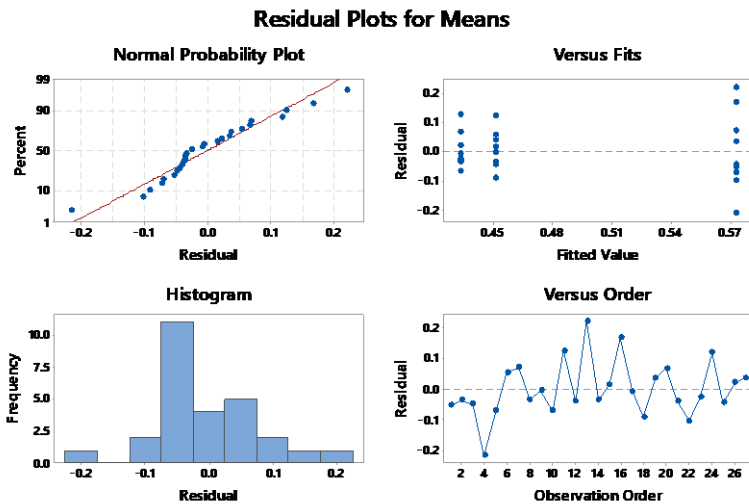 Residual Plots for Means
Normal Probability Plot
99
90
50
10
1
Percent
−0.2 −0.1 0.0 0.1 0.2
Residual
Versus Fits
0.2
0.1
0.0
−0.1
−0.2
Residual
0.45 0.48 0.51 0.54 0.57
Fitted Value
Histogram
10.0
7.5
5.0
2.5
0.0
Frequency
−0.2 −0.1 0.0 0.1 0.2
Residual
Versus Order
0.2
0.1
0.0
−0.1
−0.2
Residual
2 4 6 8 10 12 14 16 18 20 22 24 26
Observation Order